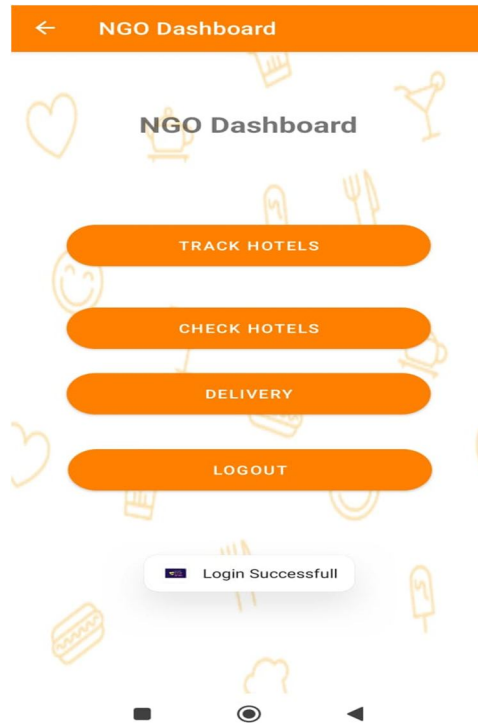 NGO Dashboard
NGO Dashboard
TRACK HOTELS
CHECK HOTELS
DELIVERY
LOGOUT
Login Successfull